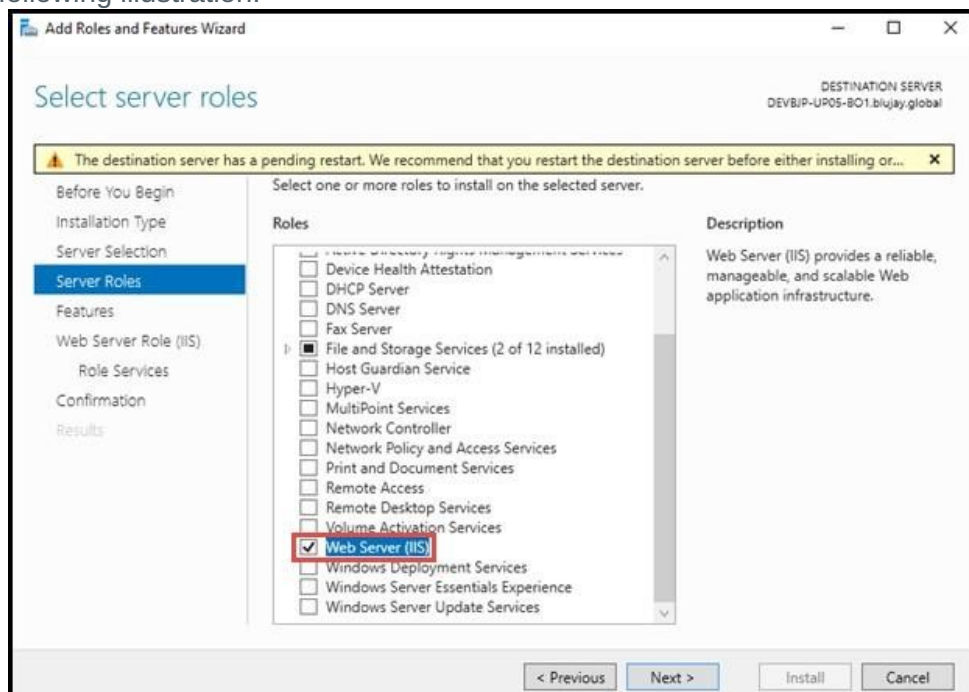 following illustration.
Add Roles and Features Wizard
Select server roles
DESTINATION SERVER
DEVBJP-UP05-BO1.blujay.global
The destination server has a pending restart. We recommend that you restart the destination server before either installing or...
Before You Begin
Installation Type
Server Selection
Server Roles
Features
Web Server Role (IIS)
Role Services
Confirmation
Results
Select one or more roles to install on the selected server.
Roles
Active Directory Rights Management Services
Device Health Attestation
DHCP Server
DNS Server
Fax Server
File and Storage Services (2 of 12 installed)
Host Guardian Service
Hyper-V
MultiPoint Services
Network Controller
Network Policy and Access Services
Print and Document Services
Remote Access
Remote Desktop Services
Volume Activation Services
Web Server (IIS)
Windows Deployment Services
Windows Server Essentials Experience
Windows Server Update Services
Description
Web Server (IIS) provides a reliable,
manageable, and scalable Web
application infrastructure.
< Previous
Next >
Install
Cancel